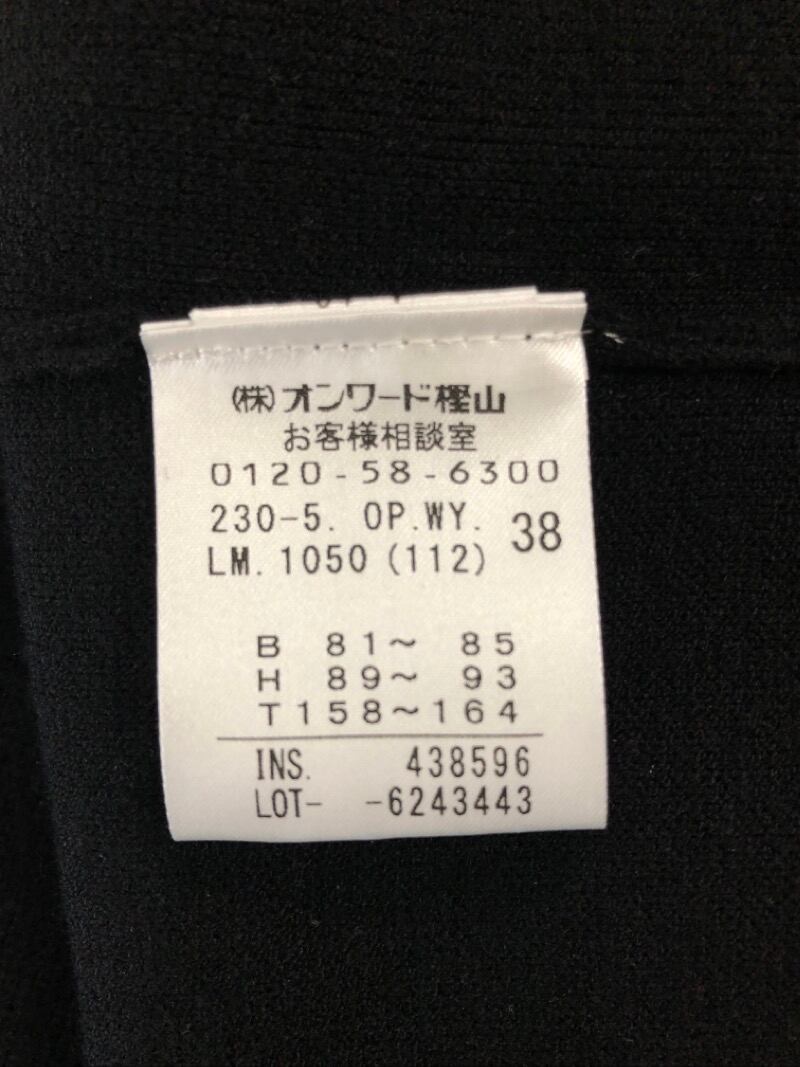 (株)オンワード樫山
お客様相談室
0120-58-6300
230-5. OP.WY. 38
LM. 1050 (112)
B 81～ 85
H 89～ 93
T158～164
INS. 438596
LOT- -6243443